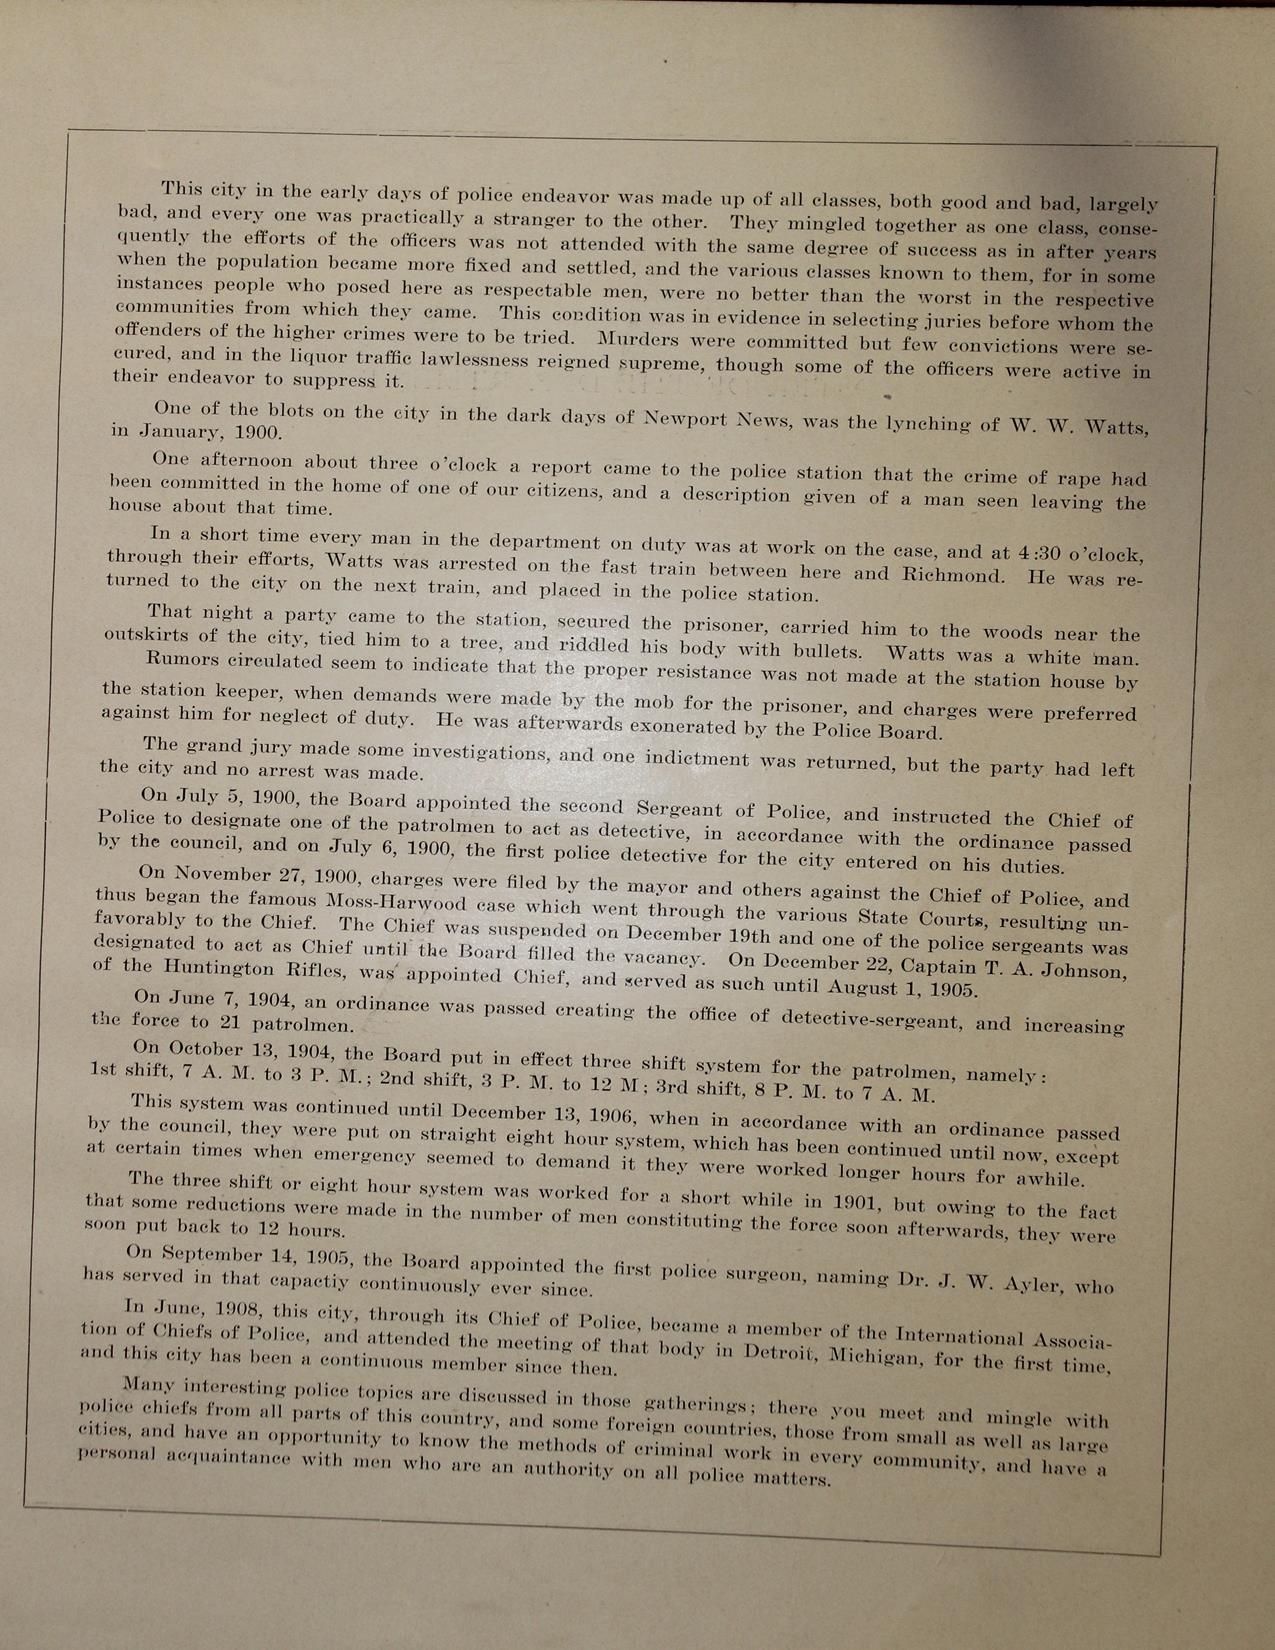 This city in the early days of police endeavor was made up of all classes, both good and bad, largely
bad, and every one was practically a stranger to the other. They mingled together as one class, conse-
quently the efforts of the officers was not attended with the same degree of success as in after years
when the population became more fixed and settled, and the various classes known to them, for in some
instances people who posed here as respectable men, were no better than the worst in the respective
communities from which they came. This condition was in evidence in selecting juries before whom the
offenders of the higher crimes were to be tried. Murders were committed but few convictions were se-
cured, and in the liquor traffic lawlessness reigned supreme, though some of the officers were active in
their endeavor to suppress it.
One of the blots on the city in the dark days of Newport News, was the lynching of W. W. Watts,
in January, 1900.
One afternoon about three o'clock a report came to the police station that the crime of rape had
been committed in the home of one of our citizens, and a description given of a man seen leaving the
house about that time.
In a short time every man in the department on duty was at work on the case, and at 4:30 o'clock,
through their efforts, Watts was arrested on the fast train between here and Richmond. He was re-
turned to the city on the next train, and placed in the police station.
That night a party came to the station, secured the prisoner, carried him to the woods near the
outskirts of the city, tied him to a tree, and riddled his body with bullets. Watts was a white man.
Rumors circulated seem to indicate that the proper resistance was not made at the station house by
the station keeper, when demands were made by the mob for the prisoner, and charges were preferred
against him for neglect of duty. He was afterwards exonerated by the Police Board.
The grand jury made some investigations, and one indictment was returned, but the party had left
the city and no arrest was made.
On July 5, 1900, the Board appointed the second Sergeant of Police, and instructed the Chief of
Police to designate one of the patrolmen to act as detective, in accordance with the ordinance passed
by the council, and on July 6, 1900, the first police detective for the city entered on his duties.
On November 27, 1900, charges were filed by the mayor and others against the Chief of Police, and
thus began the famous Moss-Harwood case which went through the various State Courts, resulting un-
favorably to the Chief. The Chief was suspended on December 19th and one of the police sergeants was
designated to act as Chief until the Board filled the vacancy. On December 22, Captain T. A. Johnson,
of the Huntington Rifles, was appointed Chief, and served as such until August 1, 1905.
On June 7, 1904, an ordinance was passed creating the office of detective-sergeant, and increasing
the force to 21 patrolmen.
On October 13, 1904, the Board put in effect three shift system for the patrolmen, namely:
1st shift, 7 A. M. to 3 P. M.; 2nd shift, 3 P. M. to 12 M; 3rd shift, 8 P. M. to 7 A. M.
This system was continued until December 13, 1906, when in accordance with an ordinance passed
by the council, they were put on straight eight hour system, which has been continued until now, except
at certain times when emergency seemed to demand it they were worked longer hours for awhile.
The three shift or eight hour system was worked for a short while in 1901, but owing to the fact
that some reductions were made in the number of men constituting the force soon afterwards, they were
soon put back to 12 hours.
On September 14, 1905, the Board appointed the first police surgeon, naming Dr. J. W. Ayler, who
has served in that capactiy continuously ever since.
In June, 1908, this city, through its Chief of Police, became a member of the International Associa-
tion of Chiefs of Police, and attended the meeting of that body in Detroit, Michigan, for the first time,
and this city has been a continuous member since then.
Many interesting police topics are discussed in those gatherings; there you meet and mingle with
police chiefs from all parts of this country, and some foreign countries, those from small as well as large
cities, and have an opportunity to know the methods of criminal work in every community, and have a
personal acquaintance with men who are an authority on all police matters.